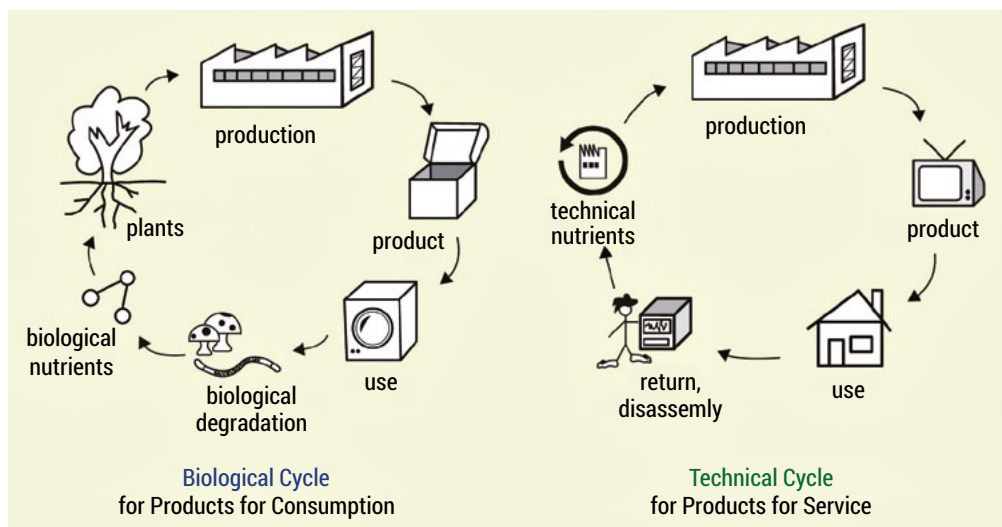 production
plants
product
biological
nutrients
biological
degradation
use
Biological Cycle
for Products for Consumption
production
technical
nutrients
product
return,
disassemly
use
Technical Cycle
for Products for Service